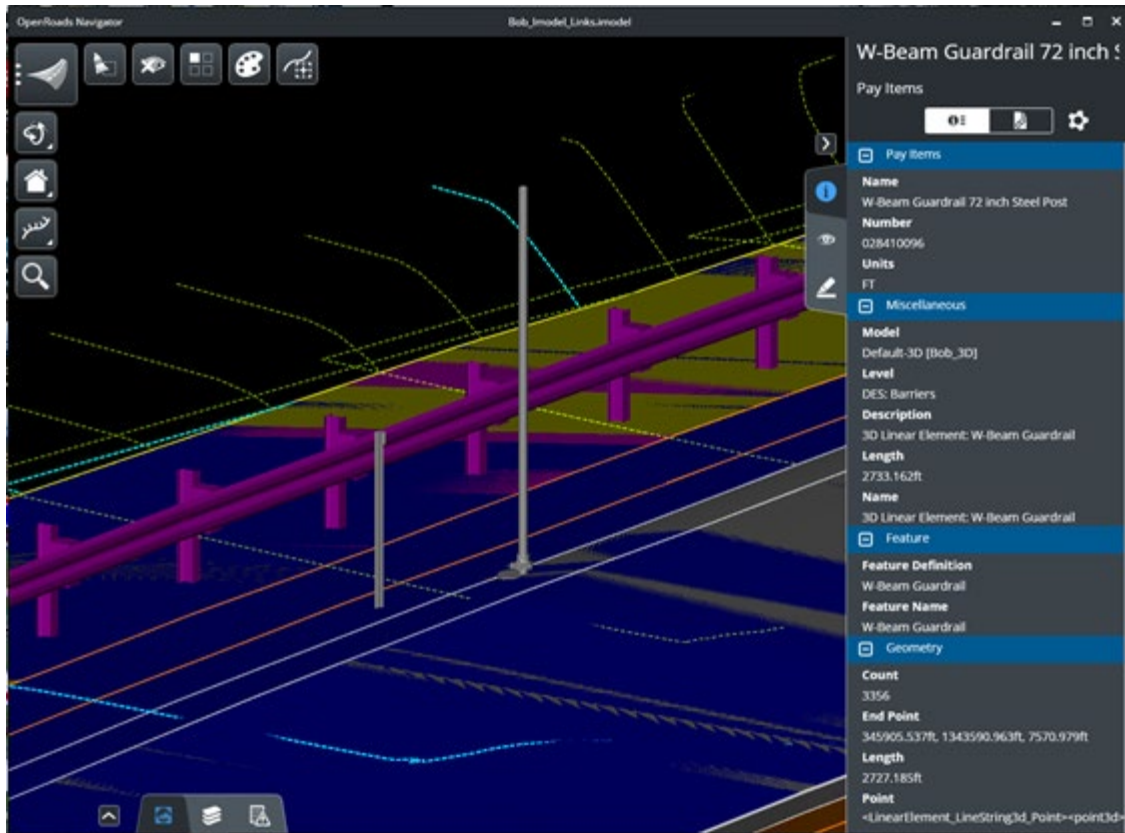 OpenRoads Navigator
Bob_Imodel_Links.imodel
W-Beam Guardrail 72 inch
Pay Items
Pay Items
Name
W-Beam Guardrail 72 inch Steel Post
Number
028410096
Units
FT
Miscellaneous
Model
Default-3D [Bob_3D]
Level
DES: Barriers
Description
3D Linear Element: W-Beam Guardrail
Length
2733.162ft
Name
3D Linear Element: W-Beam Guardrail
Feature
Feature Definition
W-Beam Guardrail
Feature Name
W-Beam Guardrail
Geometry
Count
3356
End Point
345905.537ft, 1343590.963ft, 7570.979ft
Length
2727.185ft
Point
<LinearElement_LineString3d_Point><point3d>